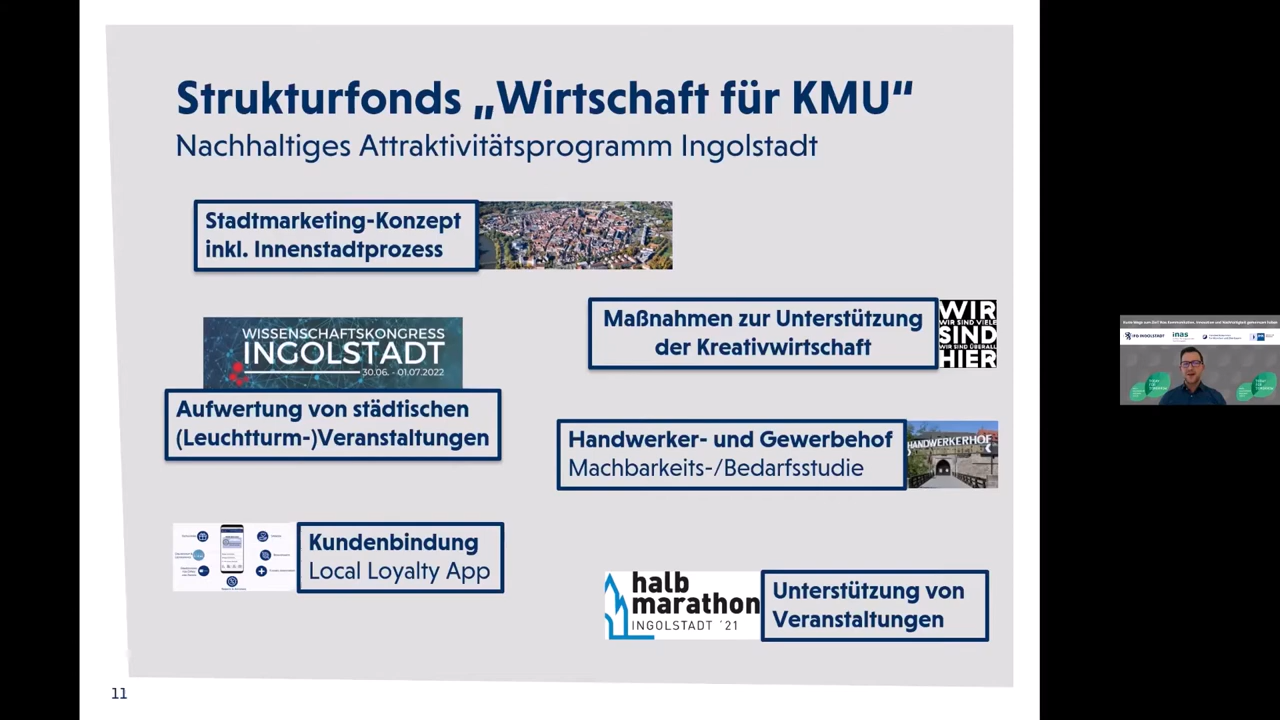 Strukturfonds „Wirtschaft für KMU“
Nachhaltiges Attraktivitätsprogramm Ingolstadt
Stadtmarketing-Konzept
inkl. Innenstadtprozess
Maßnahmen zur Unterstützung
der Kreativwirtschaft
WIR
WIR SIND VIELE
SIND
WIR SIND ÜBERALL
HIER
WISSENSCHAFTSKONGRESS
INGOLSTADT
30.06. - 01.07.2022
Aufwertung von städtischen
(Leuchtturm-)Veranstaltungen
Handwerker- und Gewerbehof
Machbarkeits-/Bedarfsstudie
HANDWERKERHOF
Kundenbindung
Local Loyalty App
halb
marathon
INGOLSTADT ´21
Unterstützung von
Veranstaltungen
11
IFG INGOLSTADT
inas